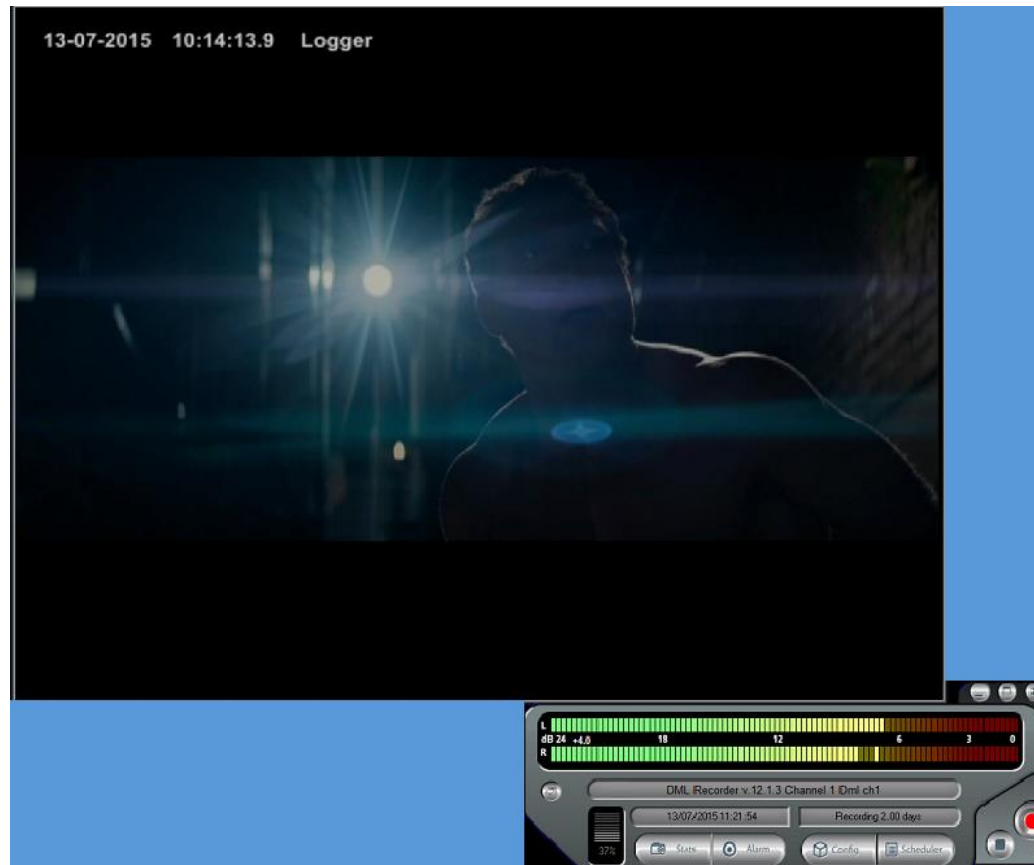 13-07-2015 10:14:13.9 Logger
L
dB 24 +4.0 18 12 6 3 0
R
DML iRecorder v.12.1.3 Channel 1 IDml ch1
13/07/2015 11:21:54 Recording 2.00 days
37% Stats Alarm Config Scheduler